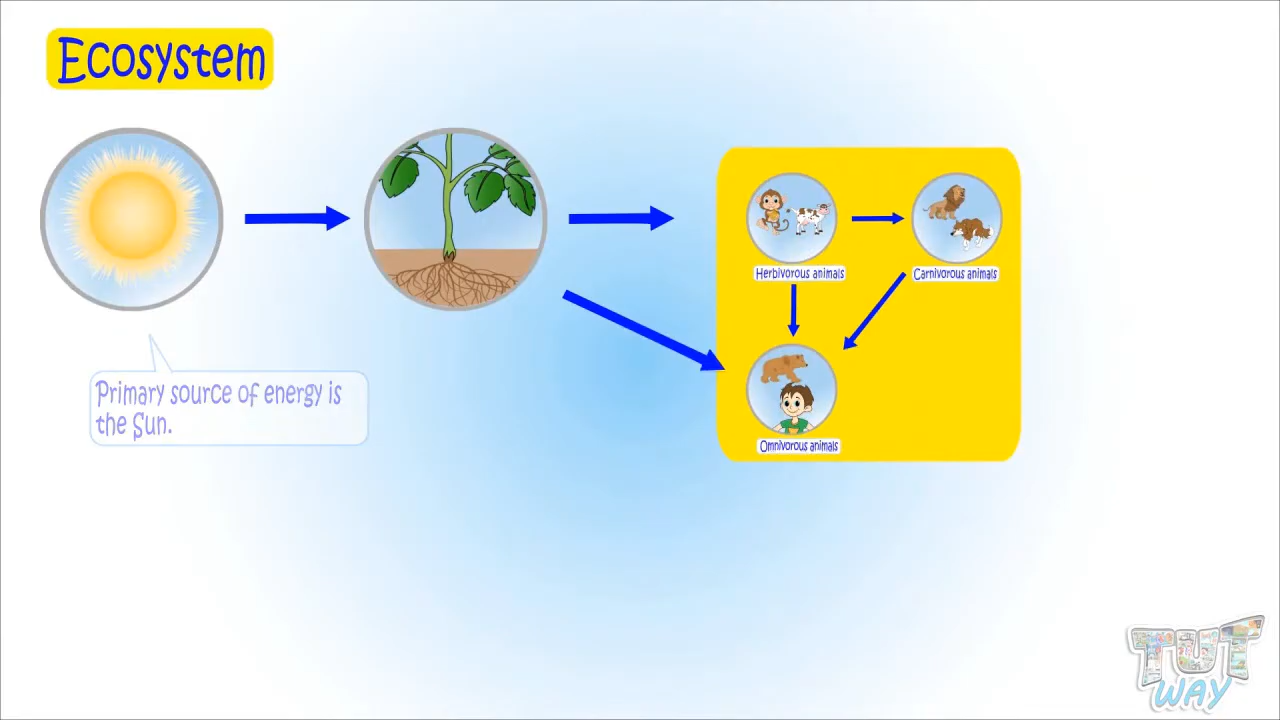 Ecosystem
Herbivorous animals
Carnivorous animals
Primary source of energy is
the Sun.
Omnivorous animals
TUT
WAY